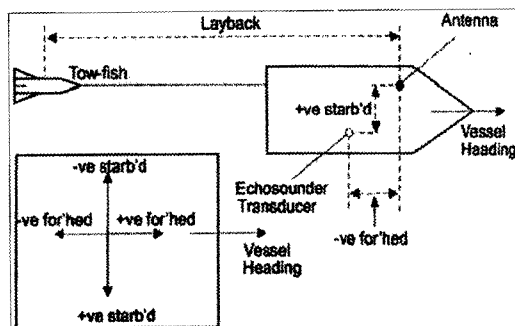 Layback
Antenna
Tow-fish
+ve starb'd
Vessel
Heading
Echosounder
Transducer
-ve for'hed
-ve starb'd
-ve for'hed
+ve for'hed
Vessel
Heading
+ve starb'd